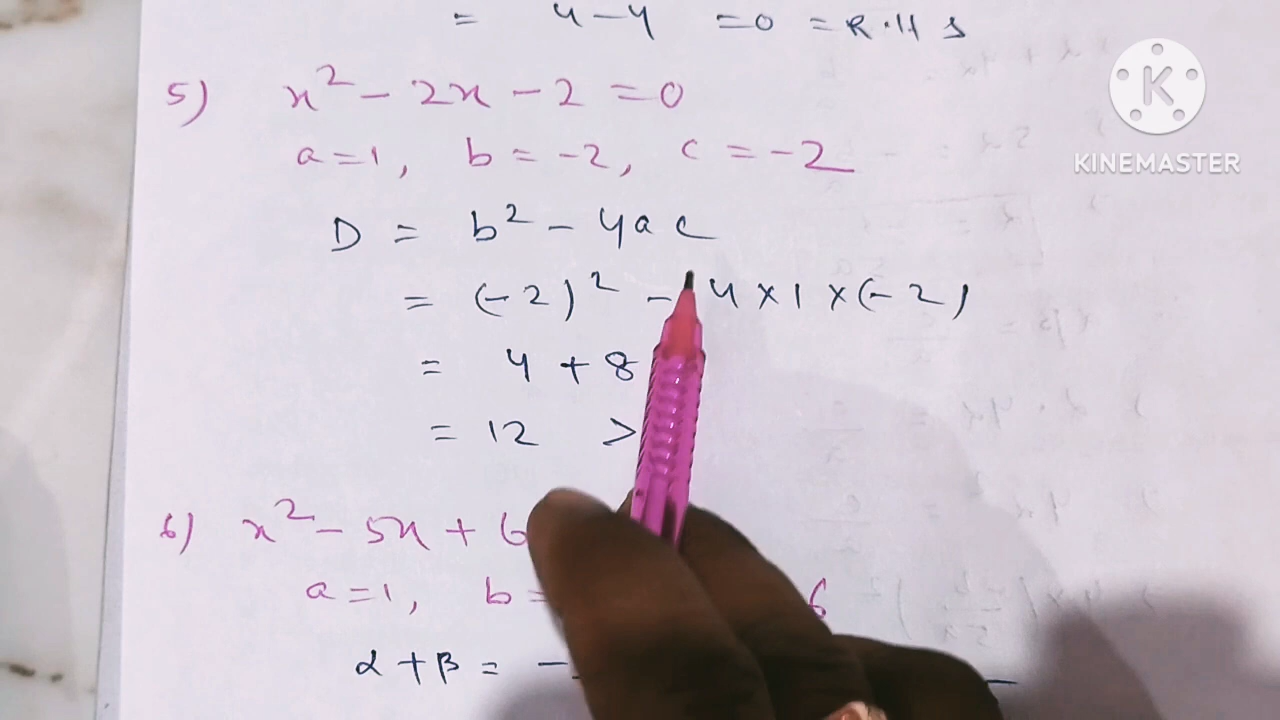 = 4 - 4 = 0 = R.H S
5) x² - 2x - 2 = 0
a = 1, b = -2, c = -2
D = b² - 4ac
= (-2)² - 4 × 1 × (-2)
= 4 + 8
= 12 >
6) x² - 5x + 6
a = 1, b = 6
α + β = -
K
KINEMASTER